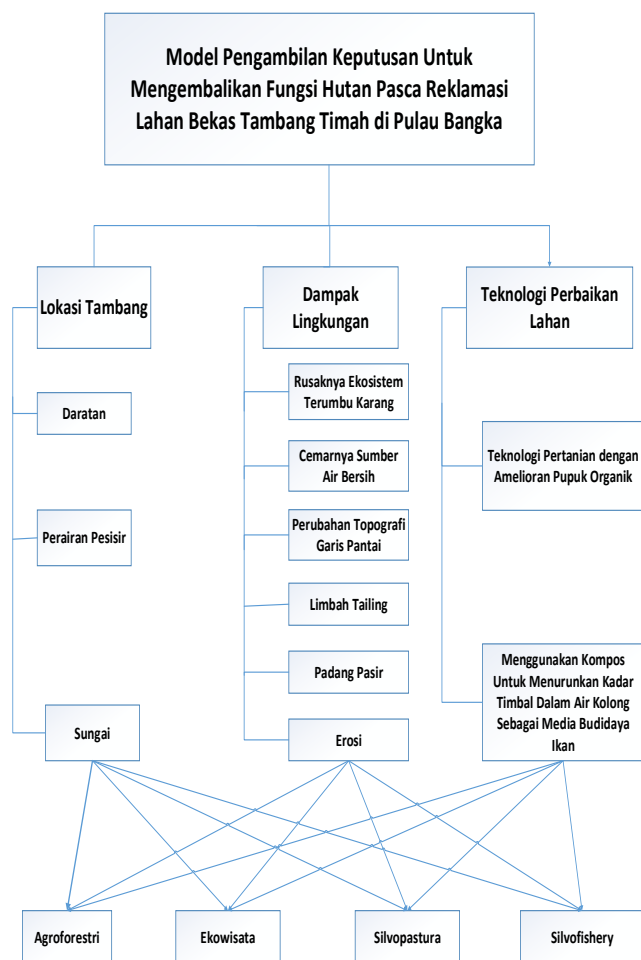 Model Pengambilan Keputusan Untuk
Mengembalikan Fungsi Hutan Pasca Reklamasi
Lahan Bekas Tambang Timah di Pulau Bangka
Lokasi Tambang
Daratan
Perairan Pesisir
Sungai
Dampak
Lingkungan
Rusaknya Ekosistem
Terumbu Karang
Cemarnya Sumber
Air Bersih
Perubahan Topografi
Garis Pantai
Limbah Tailing
Padang Pasir
Erosi
Teknologi Perbaikan
Lahan
Teknologi Pertanian dengan
Amelioran Pupuk Organik
Menggunakan Kompos
Untuk Menurunkan Kadar
Timbal Dalam Air Kolong
Sebagai Media Budidaya
Ikan
Agroforestri
Ekowisata
Silvopastura
Silvofishery